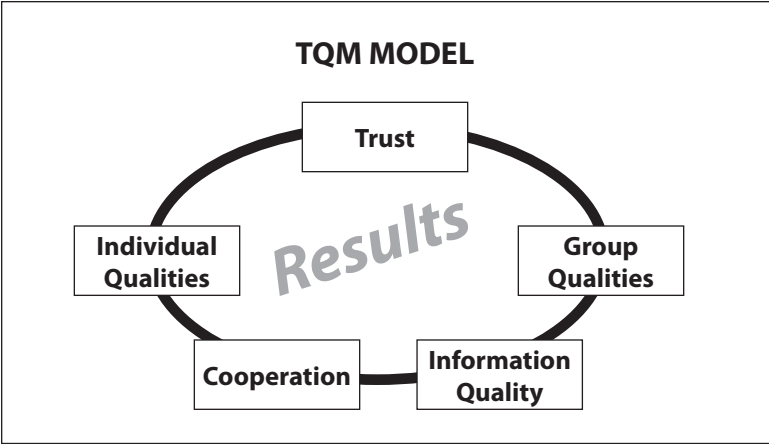 TQM MODEL
Trust
Individual
Qualities
Results
Group
Qualities
Cooperation
Information
Quality